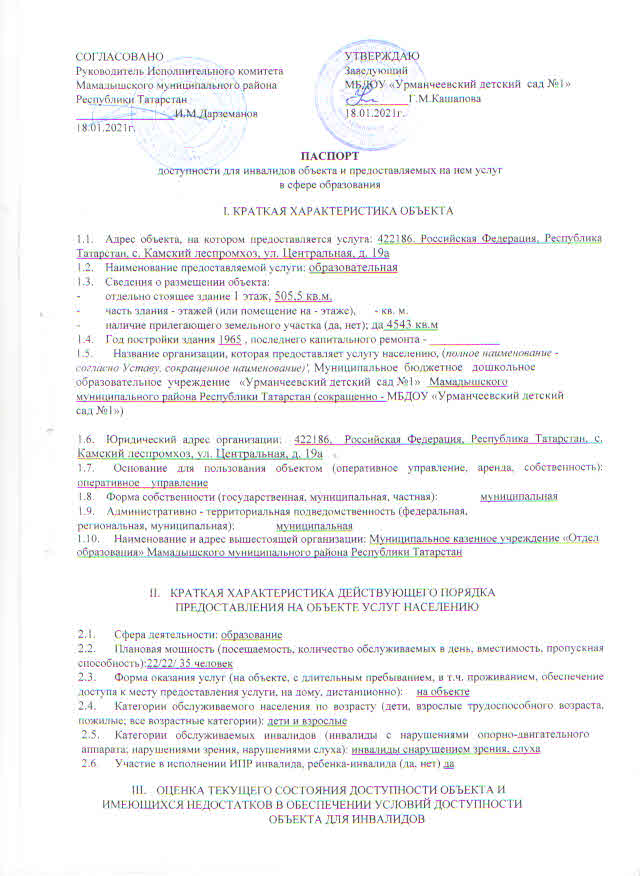 СОГЛАСОВАНО
Руководитель Исполнительного комитета
Мамадышского муниципального района
Республики Татарстан
И.М.Дарземанов
18.01.2021г.
УТВЕРЖДАЮ
Заведующий
МБДОУ «Урманчеевский детский сад №1»
Г.М.Кашапова
18.01.2021г.
ПАСПОРТ
доступности для инвалидов объекта и предоставляемых на нем услуг
в сфере образования
I. КРАТКАЯ ХАРАКТЕРИСТИКА ОБЪЕКТА
1.1. Адрес объекта, на котором предоставляется услуга: 422186. Российская Федерация, Республика
Татарстан, с. Камский леспромхоз, ул. Центральная, д. 19а
1.2. Наименование предоставляемой услуги: образовательная
1.3. Сведения о размещении объекта:
- отдельно стоящее здание 1 этаж, 505,5 кв.м.
- часть здания - этажей (или помещение на - этаже), - кв. м.
- наличие прилегающего земельного участка (да, нет); да 4543 кв.м
1.4. Год постройки здания 1965 , последнего капитального ремонта - ____________
1.5. Название организации, которая предоставляет услугу населению, (полное наименование -
согласно Уставу, сокращенное наименование)', Муниципальное бюджетное дошкольное
образовательное учреждение «Урманчеевский детский сад №1» Мамадышского
муниципального района Республики Татарстан (сокращенно - МБДОУ «Урманчеевский детский
сад №1»)
1.6. Юридический адрес организации: 422186, Российская Федерация, Республика Татарстан, с.
Камский леспромхоз, ул. Центральная, д. 19а
1.7. Основание для пользования объектом (оперативное управление, аренда, собственность):
оперативное управление
1.8. Форма собственности (государственная, муниципальная, частная): муниципальная
1.9. Административно - территориальная подведомственность (федеральная,
региональная, муниципальная); муниципальная
1.10. Наименование и адрес вышестоящей организации: Муниципальное казенное учреждение «Отдел
образования» Мамадышского муниципального района Республики Татарстан
II. КРАТКАЯ ХАРАКТЕРИСТИКА ДЕЙСТВУЮЩЕГО ПОРЯДКА
ПРЕДОСТАВЛЕНИЯ НА ОБЪЕКТЕ УСЛУГ НАСЕЛЕНИЮ
2.1. Сфера деятельности: образование
2.2. Плановая мощность (посещаемость, количество обслуживаемых в день, вместимость, пропускная
способность):22/22/ 35 человек
2.3. Форма оказания услуг (на объекте, с длительным пребыванием, в т.ч. проживанием, обеспечение
доступа к месту предоставления услуги, на дому, дистанционно): на объекте
2.4. Категории обслуживаемого населения по возрасту (дети, взрослые трудоспособного возраста,
пожилые; все возрастные категории): дети и взрослые
2.5. Категории обслуживаемых инвалидов (инвалиды с нарушениями опорно-двигательного
аппарата; нарушениями зрения, нарушениями слуха): инвалиды снарушением зрения, слуха
2.6. Участие в исполнении ИПР инвалида, ребенка-инвалида (да, нет) да
III. ОЦЕНКА ТЕКУЩЕГО СОСТОЯНИЯ ДОСТУПНОСТИ ОБЪЕКТА И
ИМЕЮЩИХСЯ НЕДОСТАТКОВ В ОБЕСПЕЧЕНИИ УСЛОВИЙ ДОСТУПНОСТИ
ОБЪЕКТА ДЛЯ ИНВАЛИДОВ